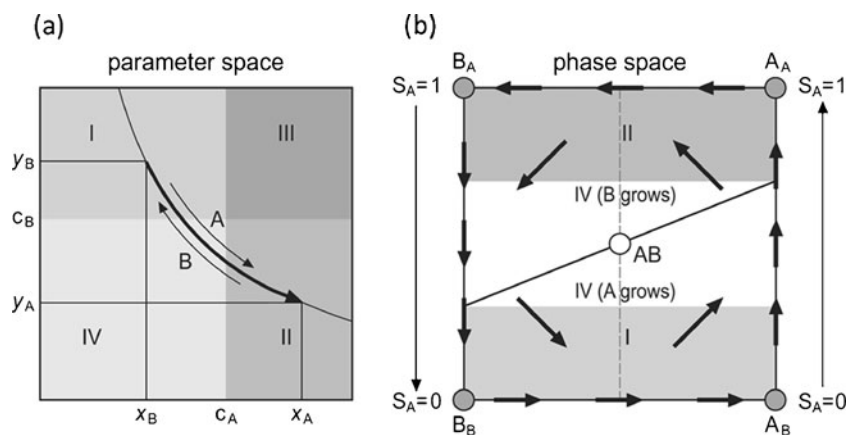 (a)
parameter space
I
III
y_B
c_B
A
B
y_A
IV
II
x_B
c_A
x_A
(b)
B_A
phase space
A_A
S_A=1
S_A=1
II
IV (B grows)
AB
IV (A grows)
I
S_A=0
S_A=0
B_B
A_B